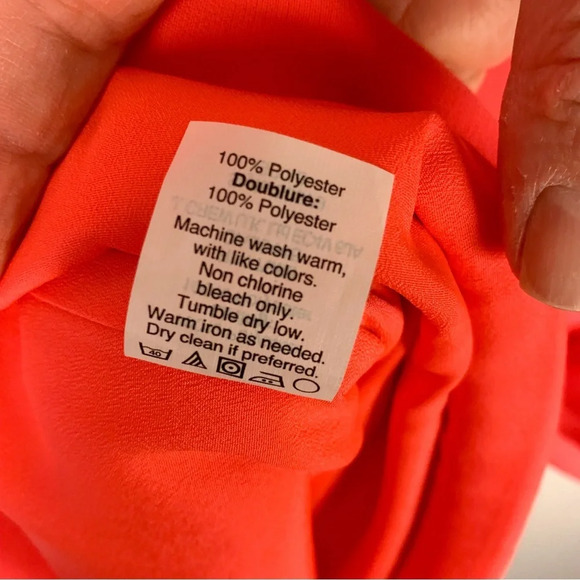 100% Polyester
Doublure:
100% Polyester
Machine wash warm,
with like colors.
Non chlorine
bleach only.
Tumble dry low.
Warm iron as needed.
Dry clean if preferred.
40